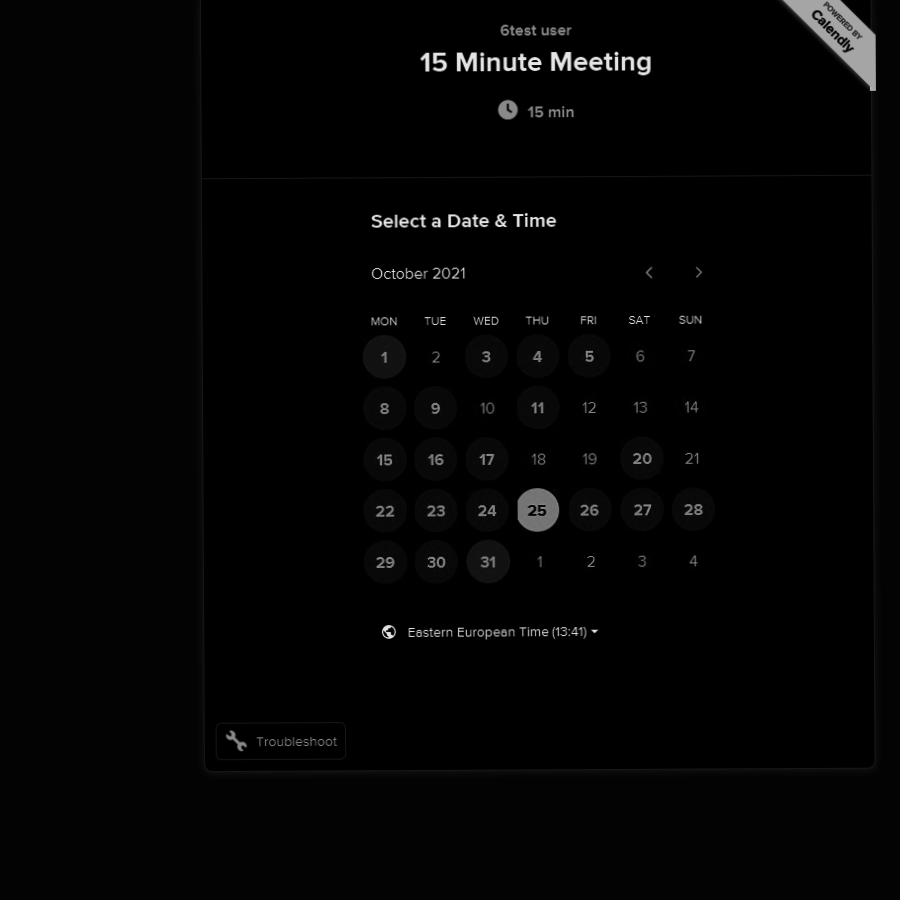 POWERED BY
Calendly
6test user
15 Minute Meeting
15 min
Select a Date & Time
October 2021
MON TUE WED THU FRI SAT SUN
1 2 3 4 5 6 7
8 9 10 11 12 13 14
15 16 17 18 19 20 21
22 23 24 25 26 27 28
29 30 31 1 2 3 4
Eastern European Time (13:41)
Troubleshoot